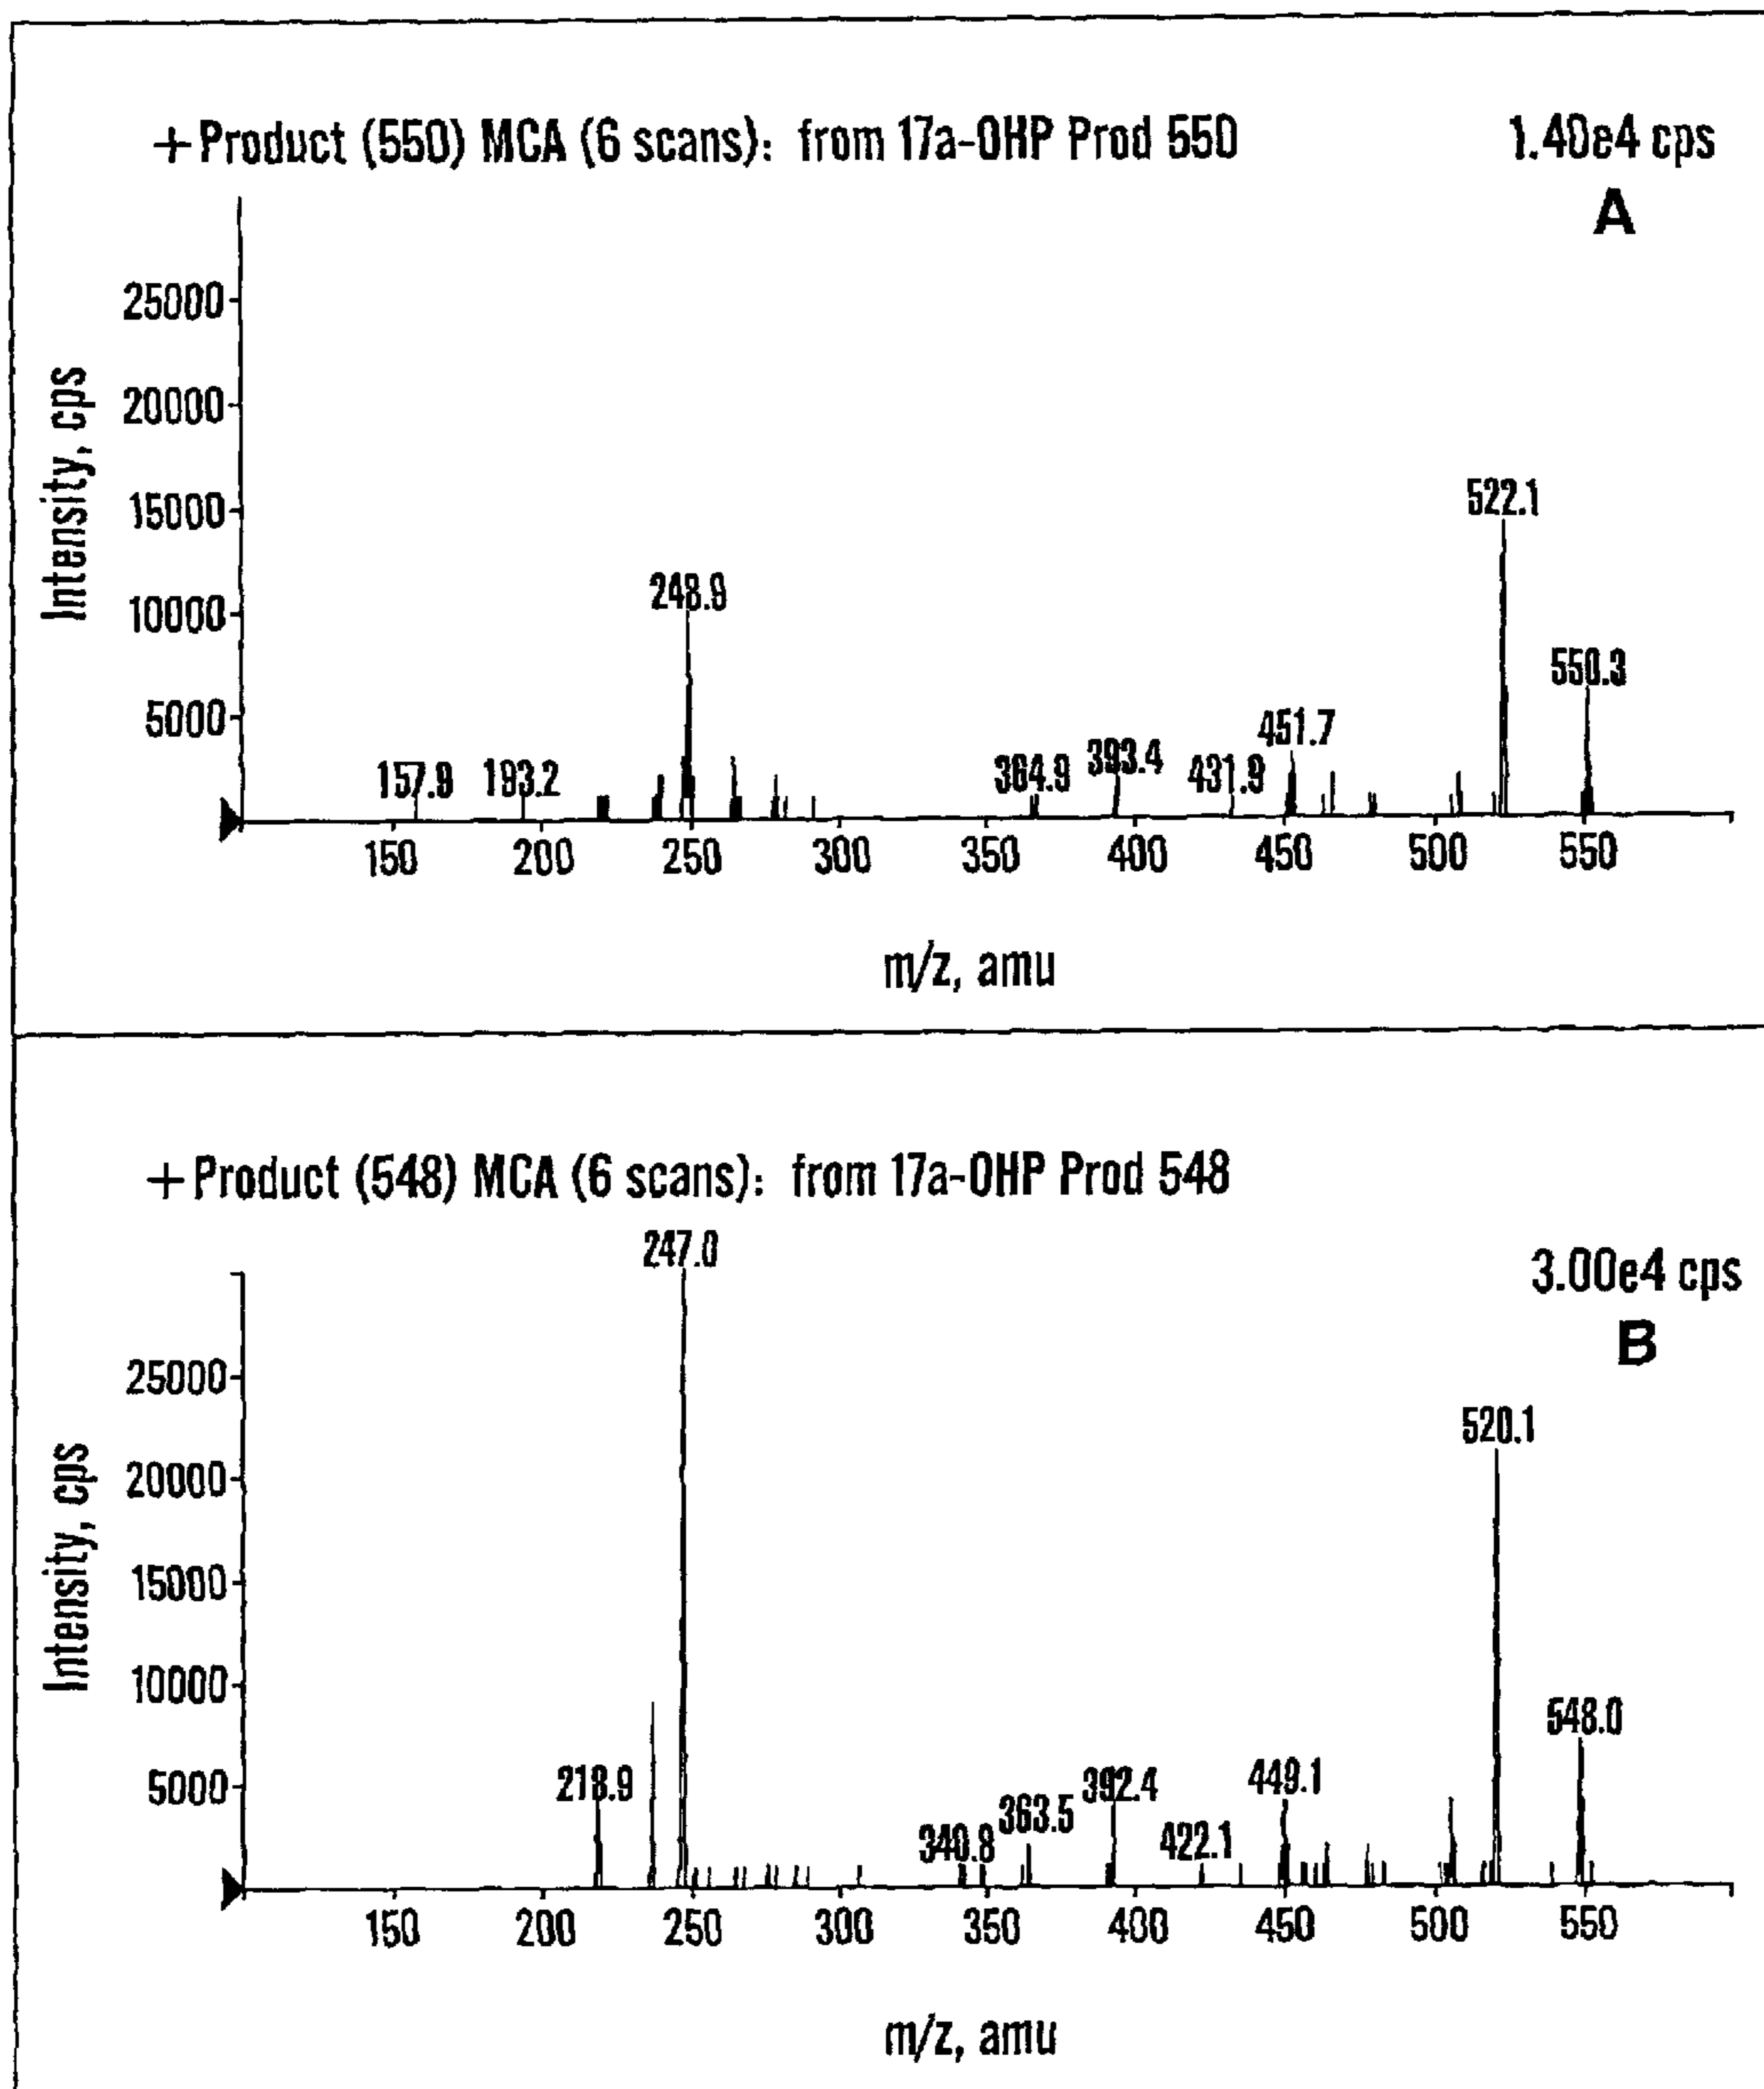 +Product (550) MCA (6 scans): from 17a-OHP Prod 550
1.40e4 cps
A
Intensity, cps
25000
20000
15000
10000
5000
157.9
193.2
248.9
364.9
393.4
431.9
451.7
522.1
550.3
150 200 250 300 350 400 450 500 550
m/z, amu
+Product (548) MCA (6 scans): from 17a-OHP Prod 548
3.00e4 cps
B
Intensity, cps
25000
20000
15000
10000
5000
218.9
247.0
340.8
363.5
392.4
422.1
449.1
520.1
548.0
150 200 250 300 350 400 450 500 550
m/z, amu